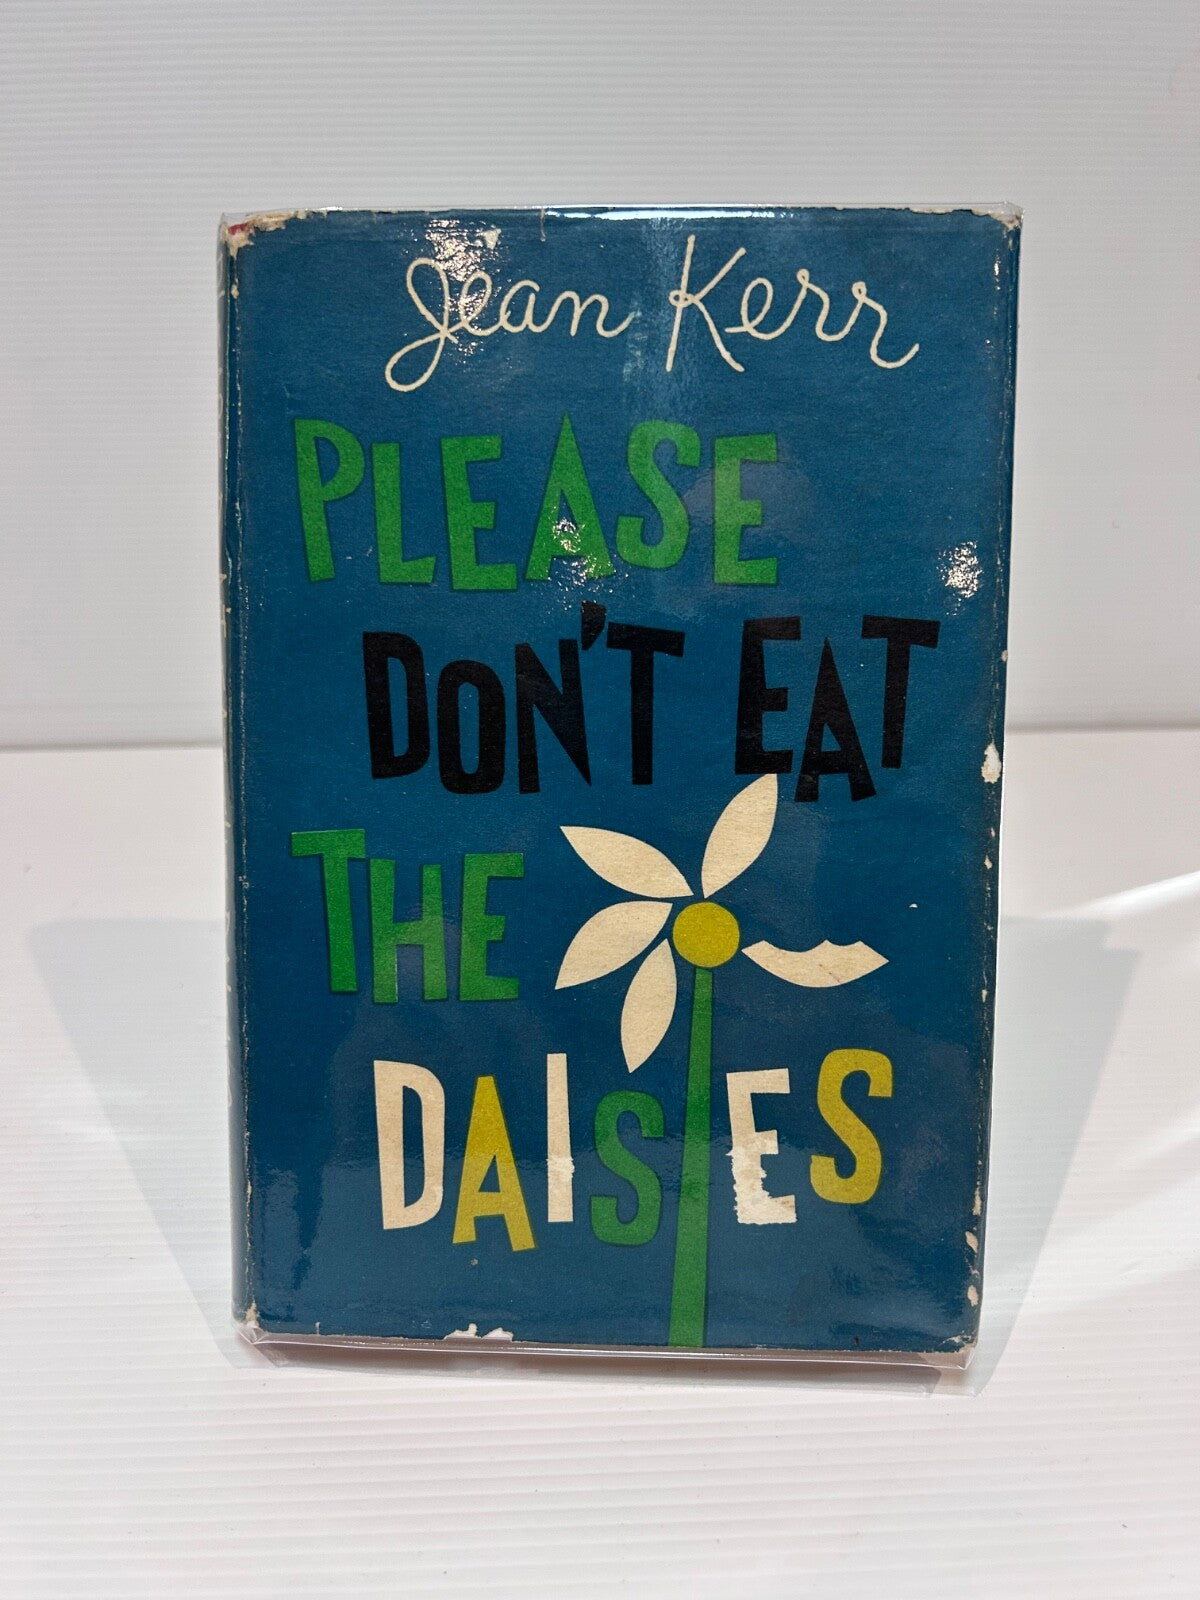 Jean Kerr
PLEASE
DON'T EAT
THE
DAISIES